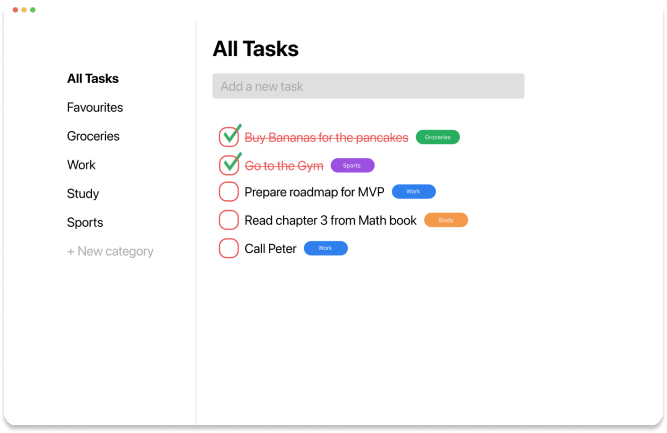 All Tasks
Favourites
Groceries
Work
Study
Sports
+ New category
All Tasks
Add a new task
Buy Bananas for the pancakes Groceries
Go to the Gym Sports
Prepare roadmap for MVP Work
Read chapter 3 from Math book Study
Call Peter Work